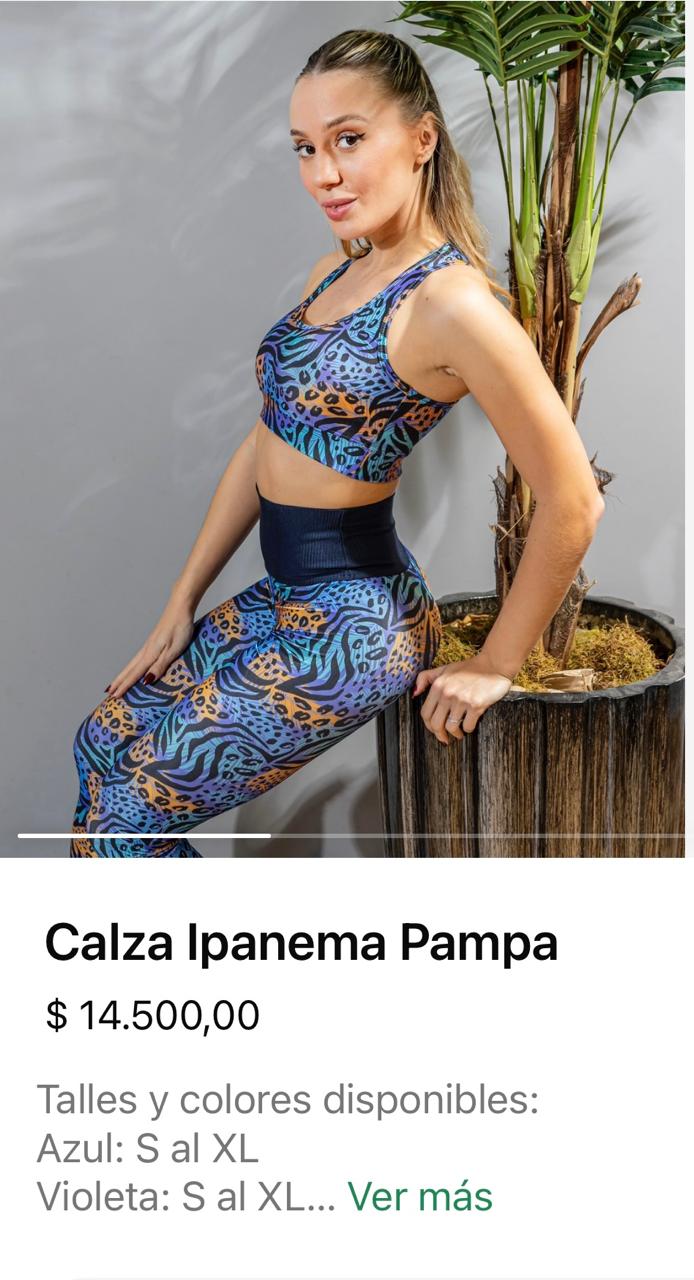 Calza Ipanema Pampa
$ 14.500,00
Talles y colores disponibles:
Azul: S al XL
Violeta: S al XL... Ver más